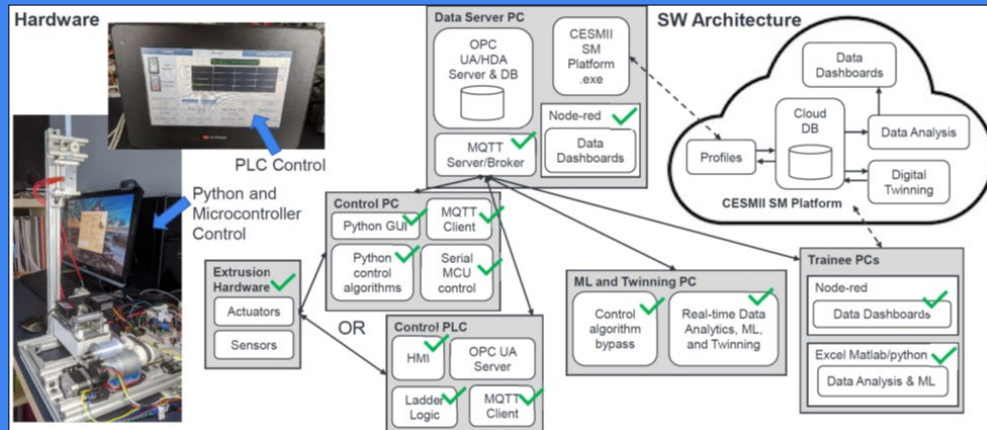 Hardware
PLC Control
Python and
Microcontroller
Control
Data Server PC
OPC
UA/HDA
Server & DB
CESMII
SM
Platform
.exe
Node-red
Data
Dashboards
MQTT
Server/Broker
Control PC
Python GUI
MQTT
Client
Python
control
algorithms
Serial
MCU
control
Extrusion
Hardware
Actuators
Sensors
OR
Control PLC
HMI
OPC UA
Server
Ladder
Logic
MQTT
Client
SW Architecture
Data
Dashboards
Cloud
DB
Data Analysis
Profiles
Digital
Twinning
CESMII SM Platform
ML and Twinning PC
Control
algorithm
bypass
Real-time Data
Analytics, ML,
and Twinning
Trainee PCs
Node-red
Data Dashboards
Excel Matlab/python
Data Analysis & ML